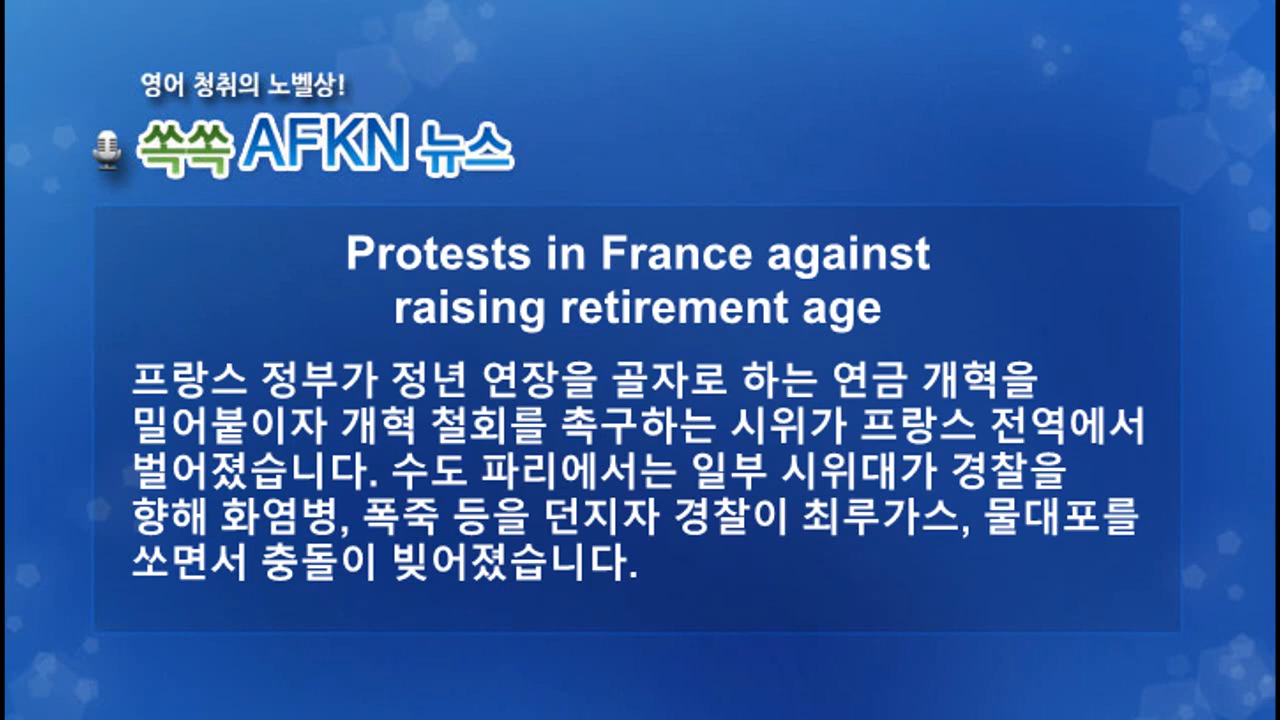 영어 청취의 노벨상!
쏙쏙 AFKN 뉴스
Protests in France against
raising retirement age
프랑스 정부가 정년 연장을 골자로 하는 연금 개혁을
밀어붙이자 개혁 철회를 촉구하는 시위가 프랑스 전역에서
벌어졌습니다. 수도 파리에서는 일부 시위대가 경찰을
향해 화염병, 폭죽 등을 던지자 경찰이 최루가스, 물대포를
쏘면서 충돌이 빚어졌습니다.